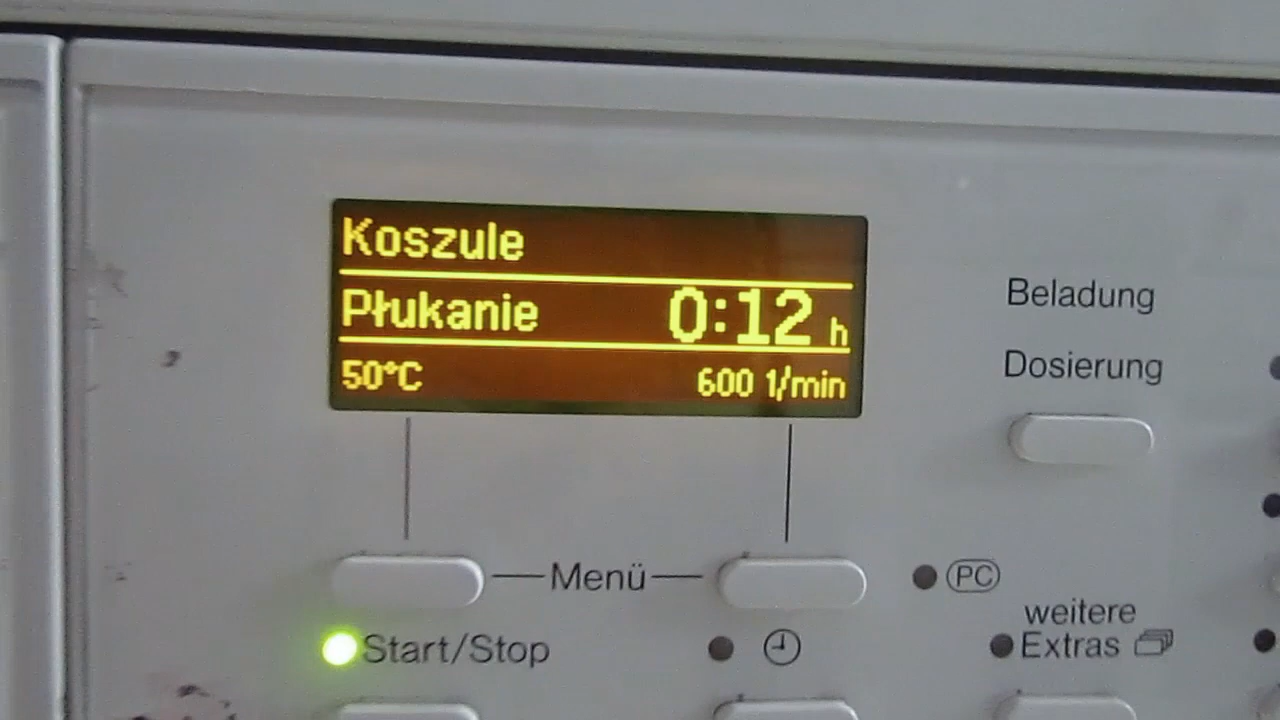 Koszule
Płukanie 0:12 h
50°C 600 1/min
Beladung
Dosierung
Menü
PC
Start/Stop
weitere
Extras